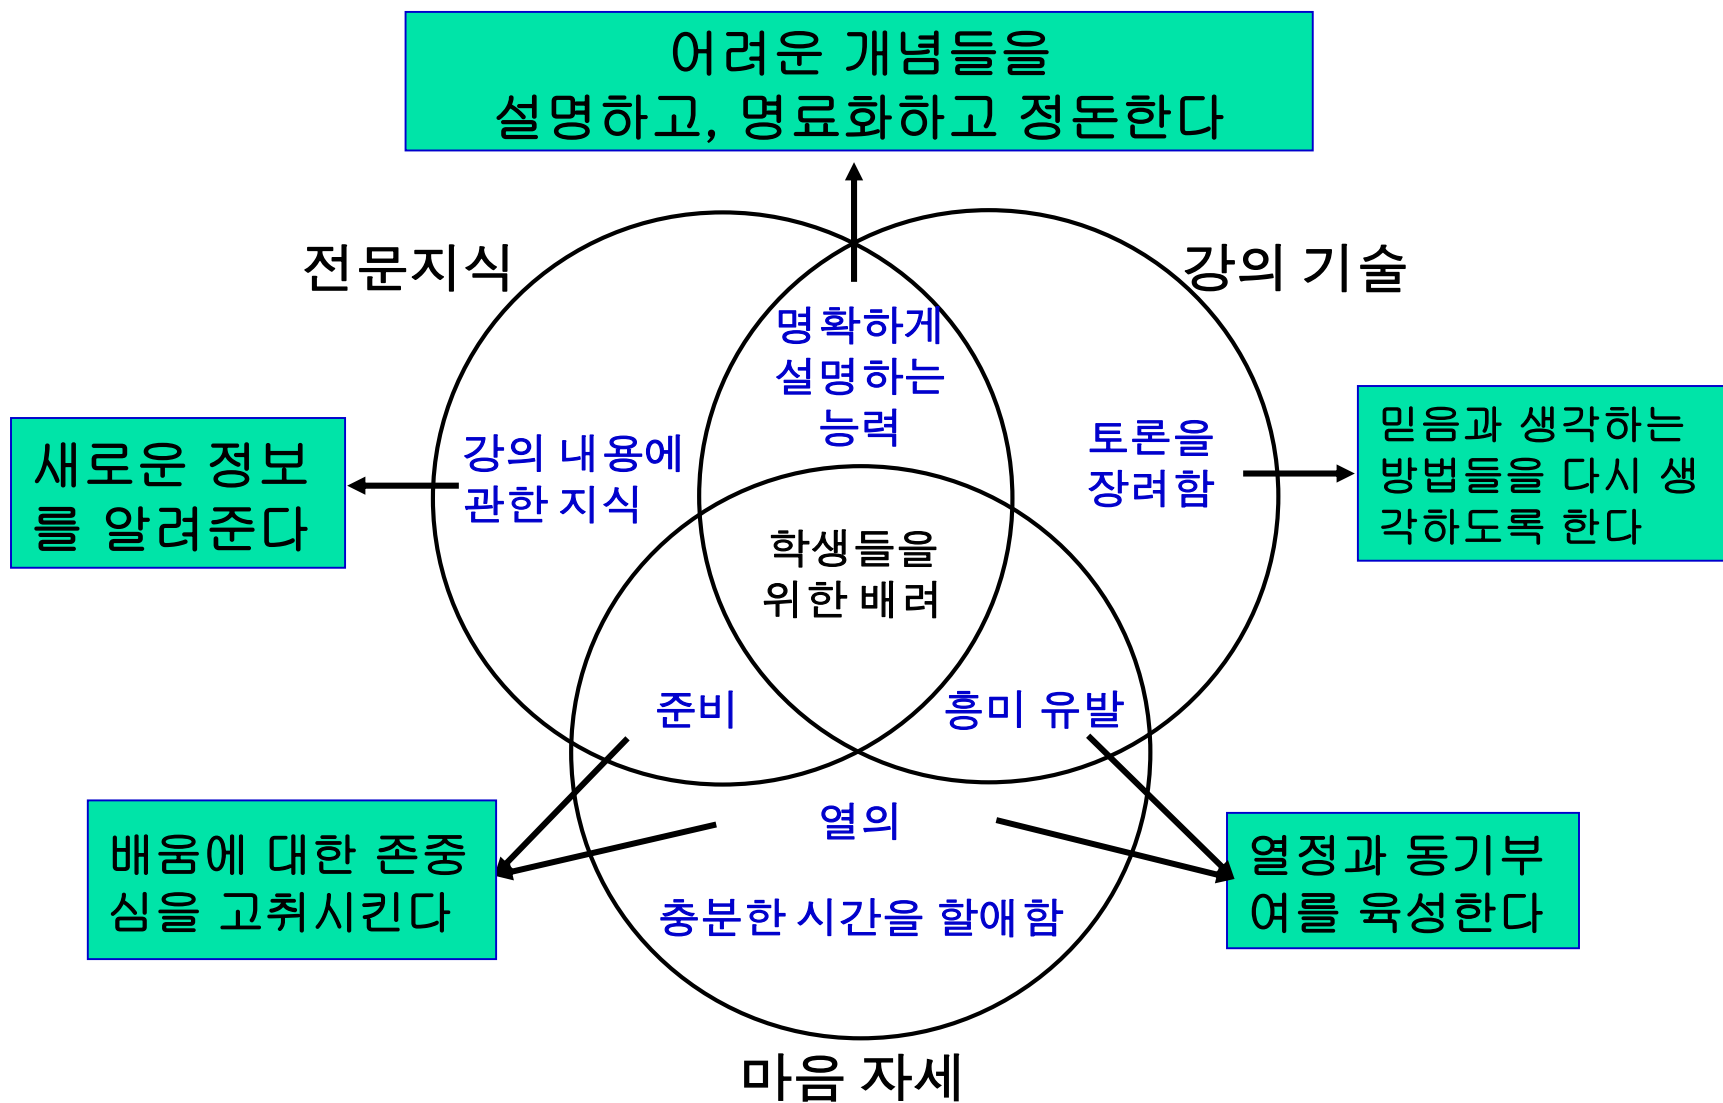 어려운 개념들을
설명하고, 명료화하고 정돈한다
전문지식
강의 기술
명확하게
설명하는
능력
강의 내용에
관한 지식
토론을
장려함
새로운 정보
를 알려준다
믿음과 생각하는
방법들을 다시 생
각하도록 한다
학생들을
위한 배려
준비
흥미 유발
열의
충분한 시간을 할애함
배움에 대한 존중
심을 고취시킨다
열정과 동기부
여를 육성한다
마음 자세